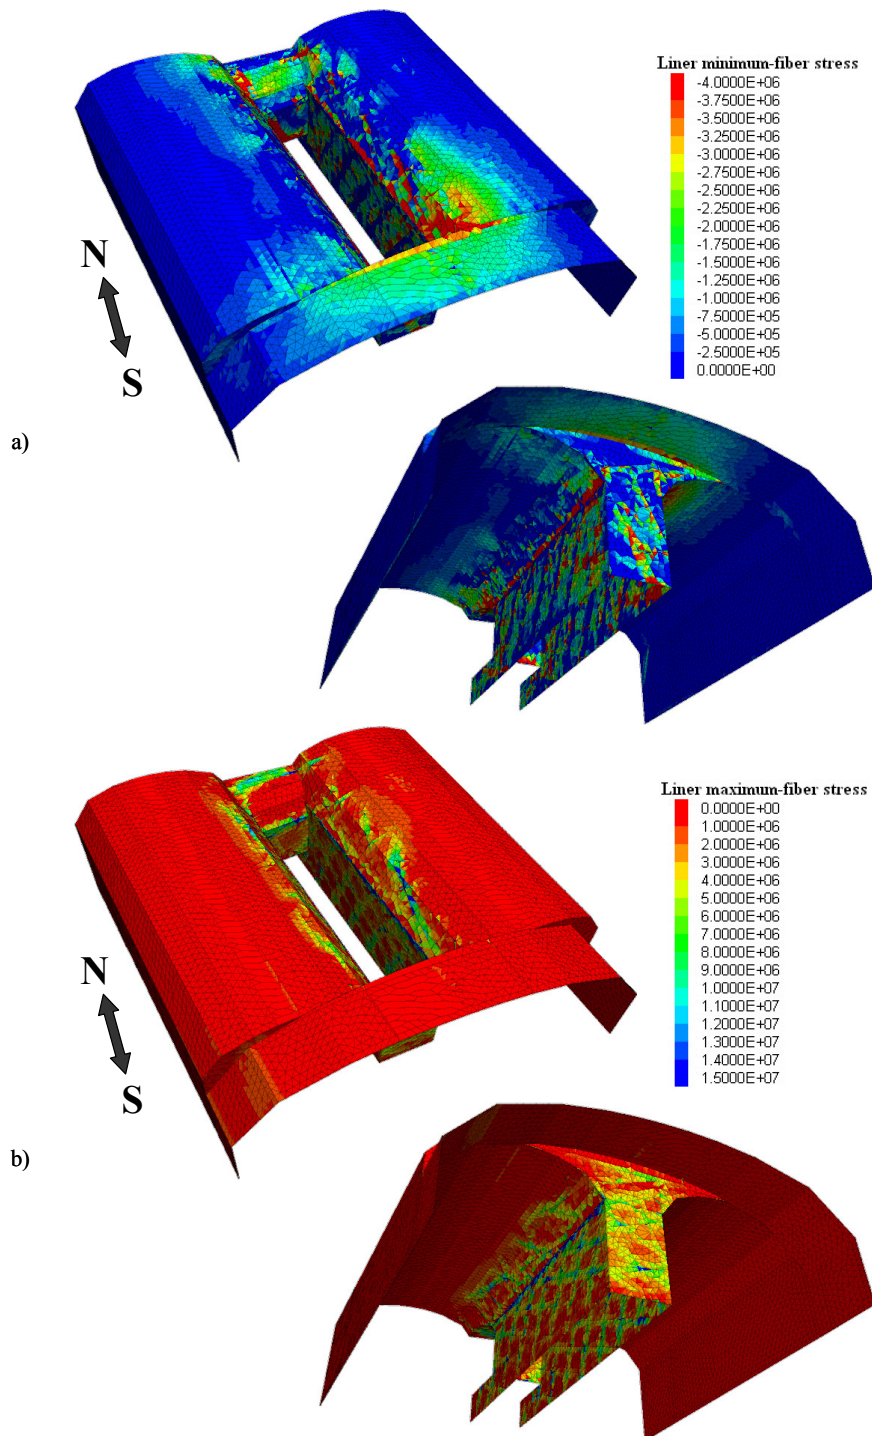 Liner minimum-fiber stress
-4.0000E+06
-3.7500E+06
-3.5000E+06
-3.2500E+06
-3.0000E+06
-2.7500E+06
-2.5000E+06
-2.2500E+06
-2.0000E+06
-1.7500E+06
-1.5000E+06
-1.2500E+06
-1.0000E+06
-7.5000E+05
-5.0000E+05
-2.5000E+05
0.0000E+00
N
S
a)
Liner maximum-fiber stress
0.0000E+00
1.0000E+06
2.0000E+06
3.0000E+06
4.0000E+06
5.0000E+06
6.0000E+06
7.0000E+06
8.0000E+06
9.0000E+06
1.0000E+07
1.1000E+07
1.2000E+07
1.3000E+07
1.4000E+07
1.5000E+07
N
S
b)